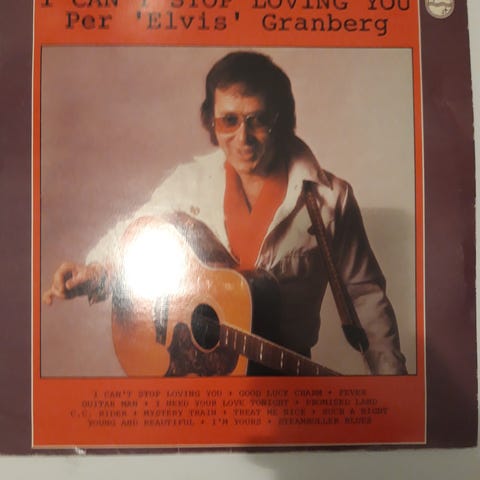 I CAN'T STOP LOVING YOU
Per 'Elvis' Granberg
I CAN'T STOP LOVING YOU • GOOD LUCK CHARM • FEVER
GUITAR MAN • I NEED YOUR LOVE TONIGHT • PROMISED LAND
C.C. RIDER • MYSTERY TRAIN • TREAT ME NICE • SUCH A NIGHT
YOUNG AND BEAUTIFUL • I'M YOURS • STEAMROLLER BLUES